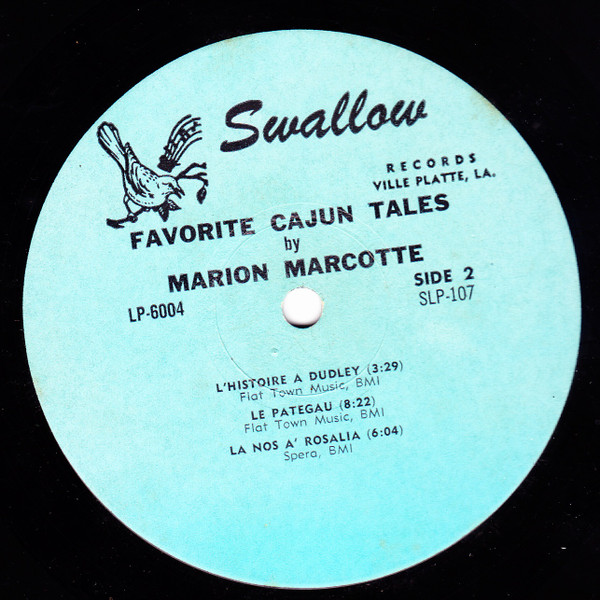 Swallow
RECORDS
VILLE PLATTE, LA.
FAVORITE CAJUN TALES
by
MARION MARCOTTE
LP-6004
SIDE 2
SLP-107
L'HISTOIRE A DUDLEY (3:29)
Flat Town Music, BMI
LE PATEGAU (8:22)
Flat Town Music, BMI
LA NOS A' ROSALIA (6:04)
Spera, BMI